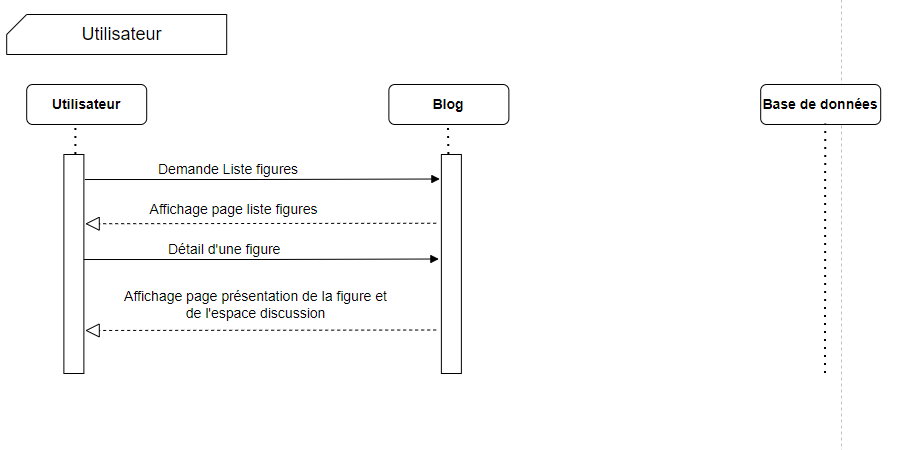 Utilisateur
Utilisateur
Blog
Base de données
Demande Liste figures
Affichage page liste figures
Détail d'une figure
Affichage page présentation de la figure et
de l'espace discussion